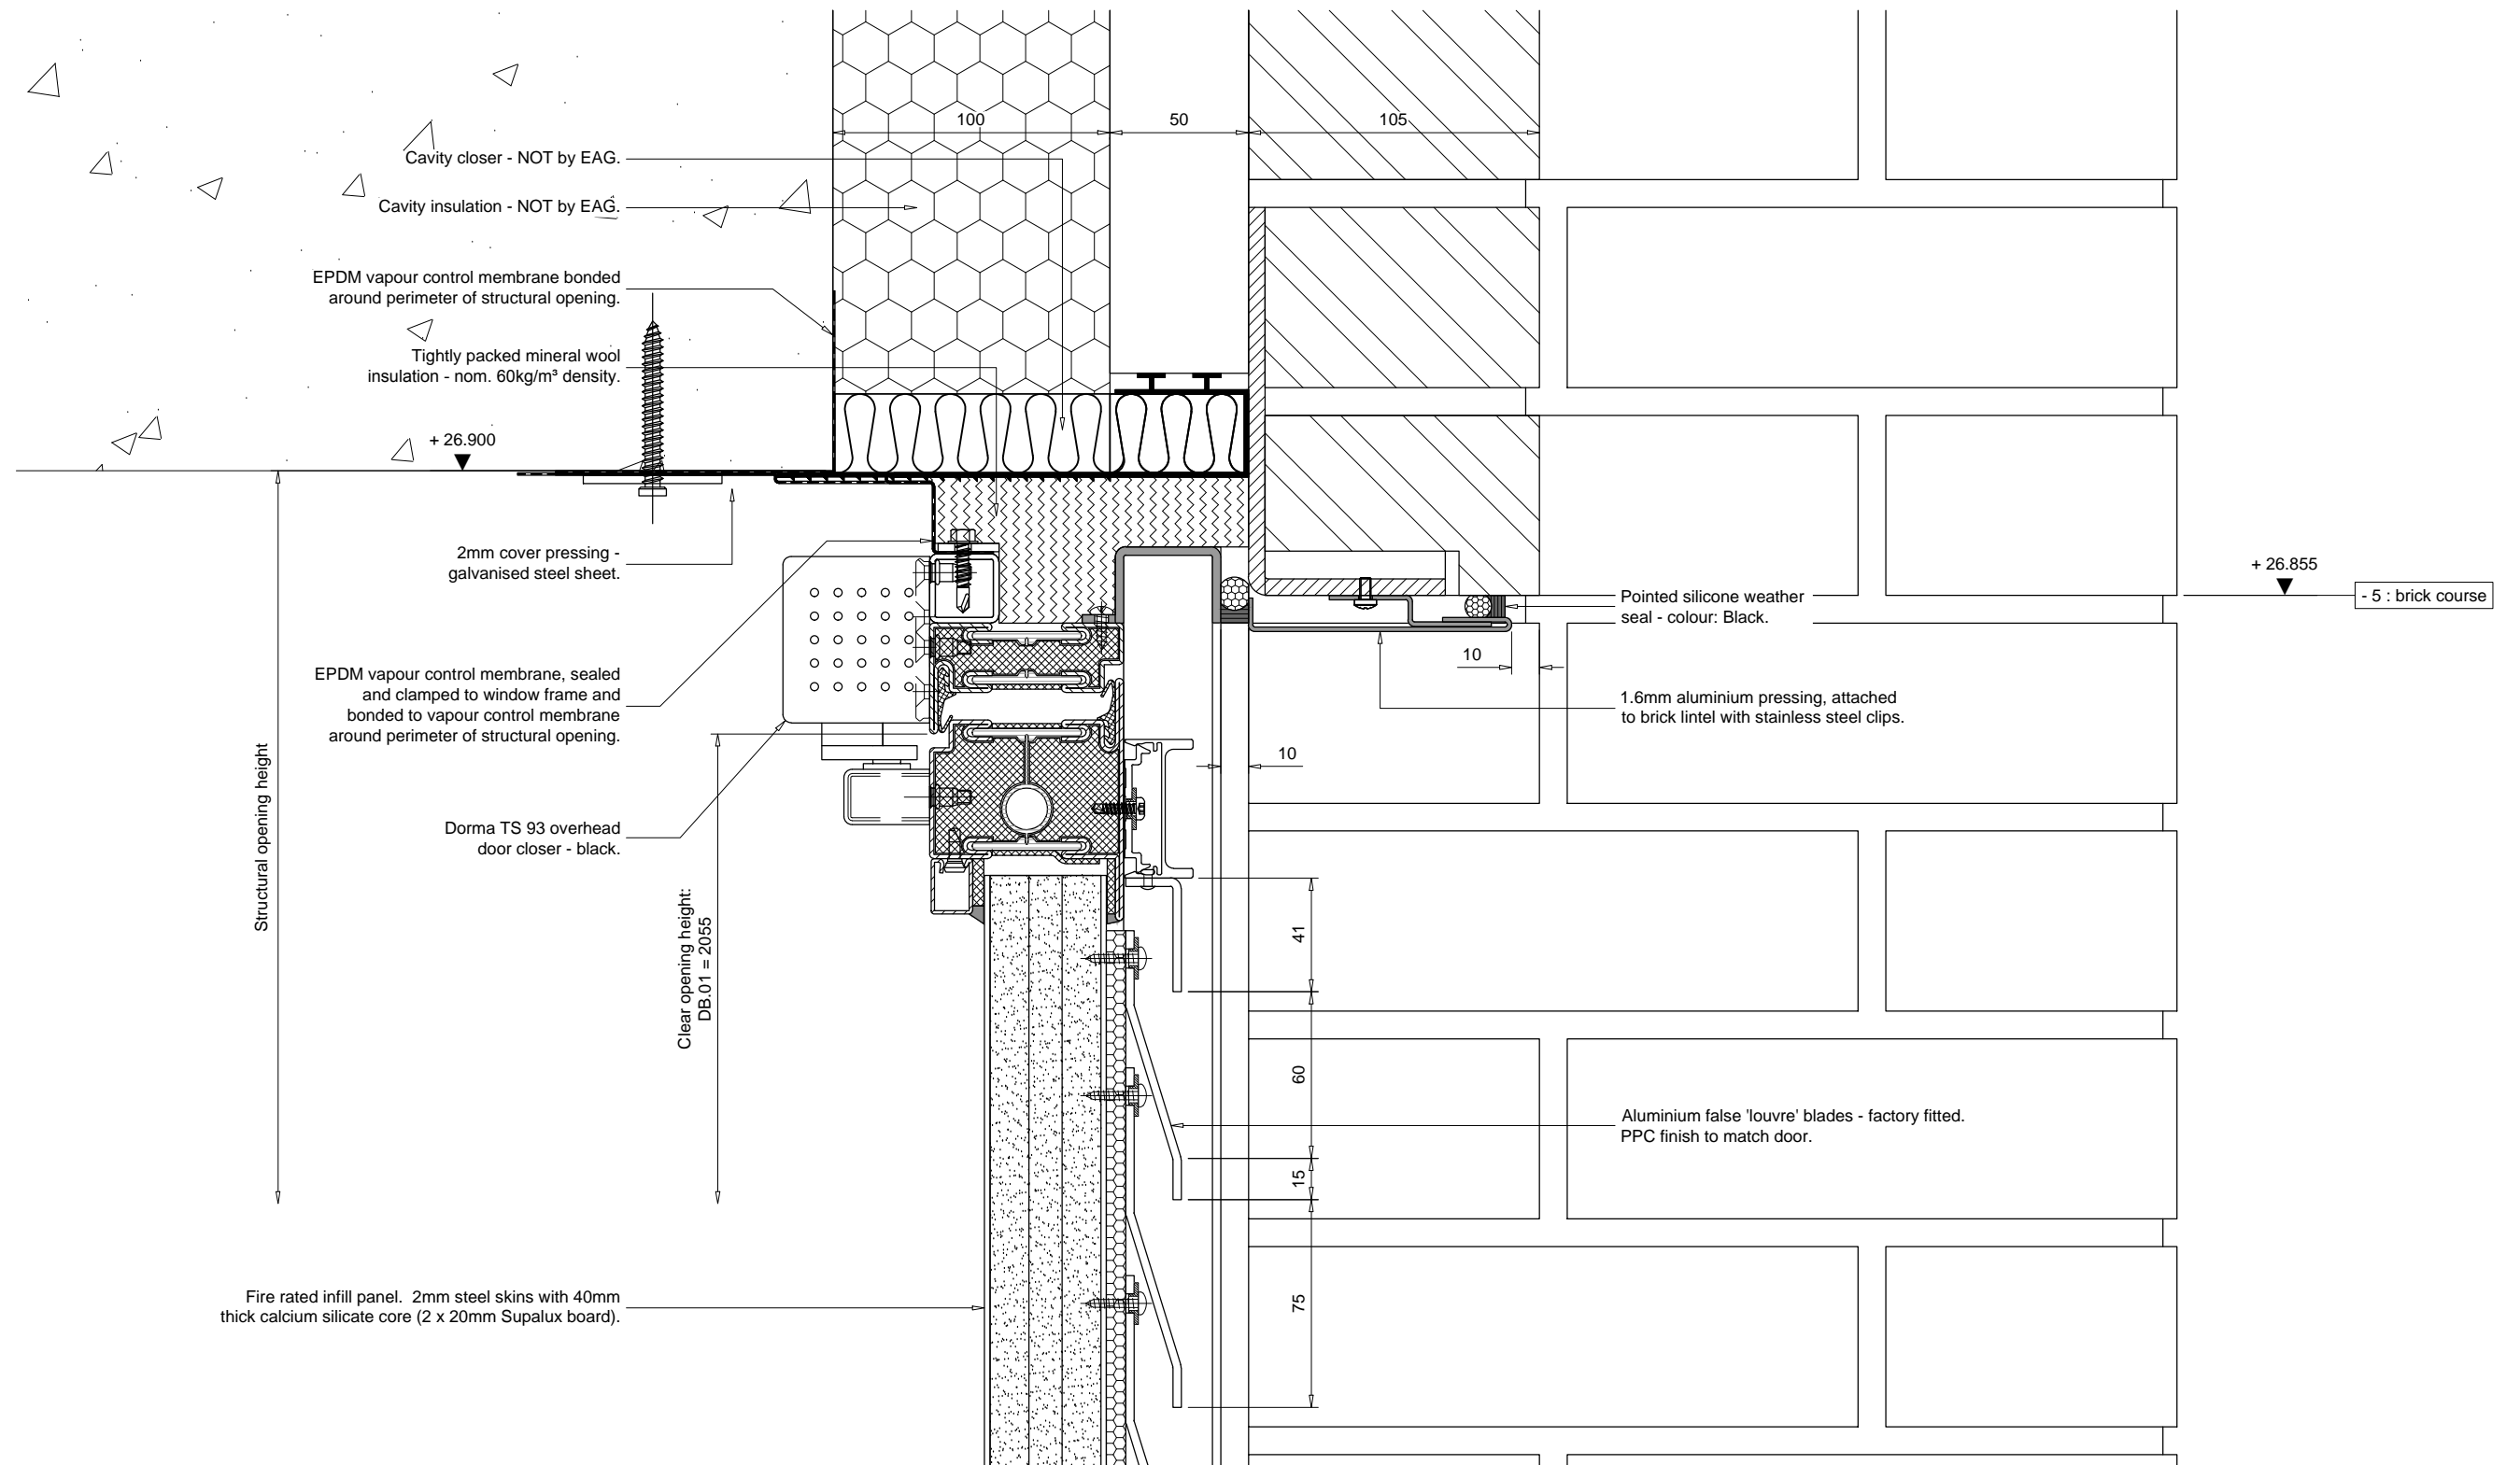 100
50
105
Cavity closer - NOT by EAG.
Cavity insulation - NOT by EAG.
EPDM vapour control membrane bonded
around perimeter of structural opening.
Tightly packed mineral wool
insulation - nom. 60kg/m³ density.
+ 26.900
2mm cover pressing -
galvanised steel sheet.
+ 26.855
- 5 : brick course
Pointed silicone weather
seal - colour: Black.
10
EPDM vapour control membrane, sealed
and clamped to window frame and
bonded to vapour control membrane
around perimeter of structural opening.
1.6mm aluminium pressing, attached
to brick lintel with stainless steel clips.
10
Structural opening height
Dorma TS 93 overhead
door closer - black.
Clear opening height:
DB.01 = 2055
41
60
Aluminium false 'louvre' blades - factory fitted.
PPC finish to match door.
15
75
Fire rated infill panel.  2mm steel skins with 40mm
thick calcium silicate core (2 x 20mm Supalux board).